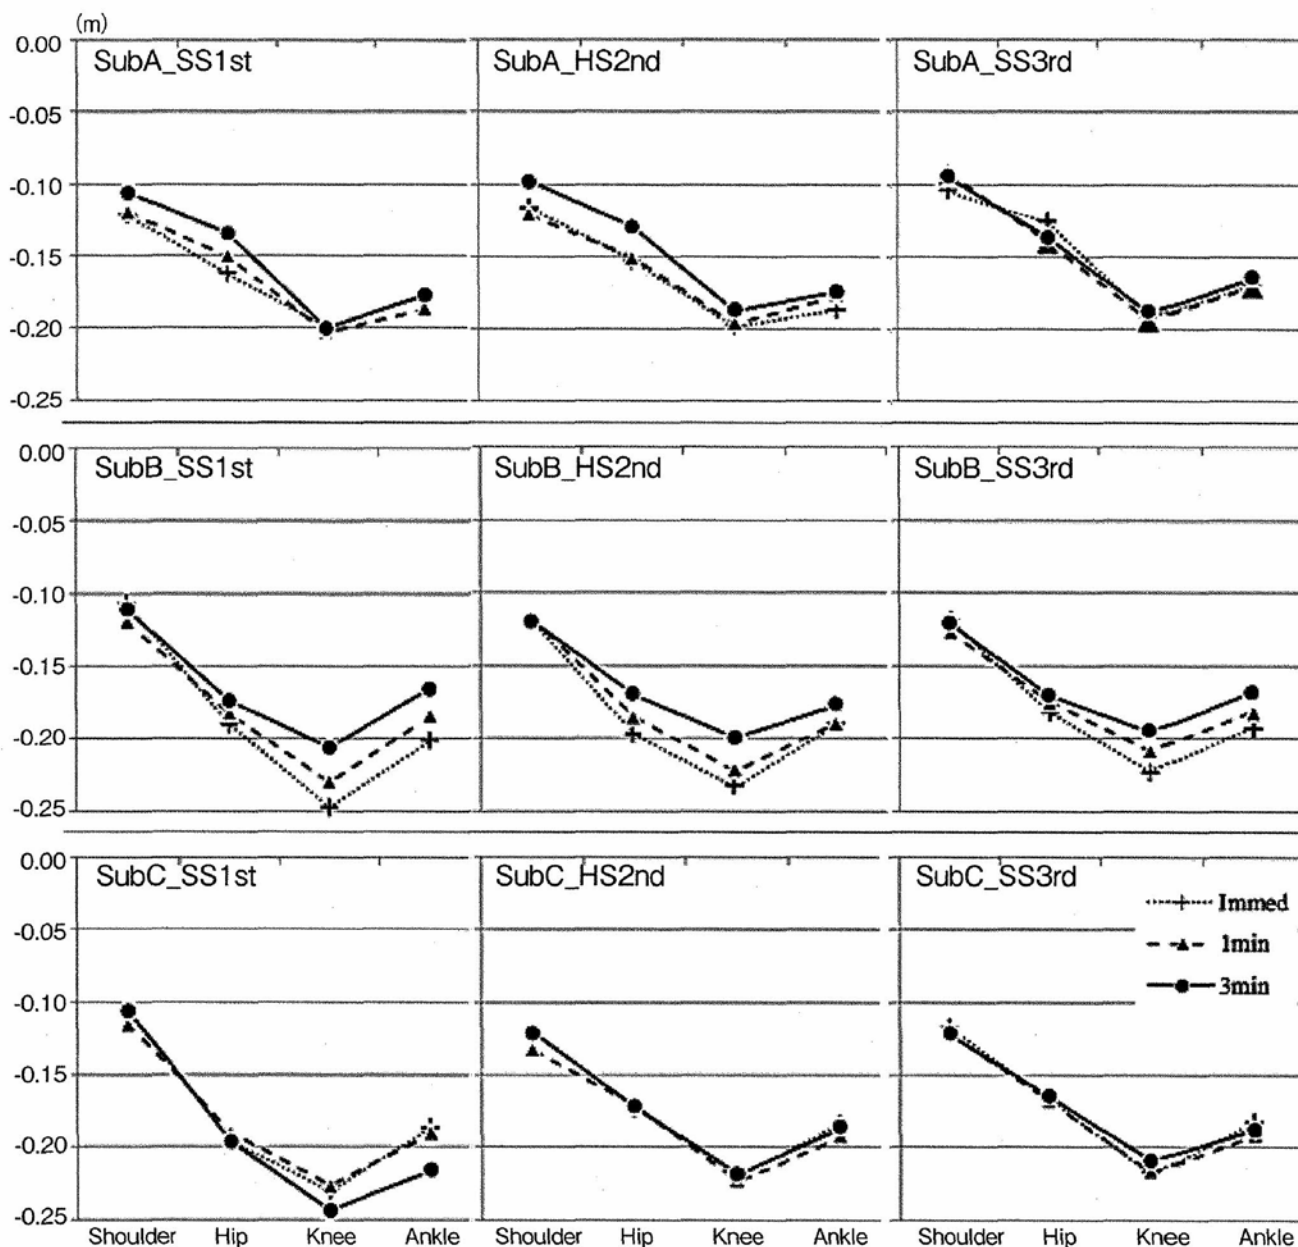 (m)
0.00
-0.05
-0.10
-0.15
-0.20
-0.25
SubA_SS1st
SubA_HS2nd
SubA_SS3rd
0.00
-0.05
-0.10
-0.15
-0.20
-0.25
SubB_SS1st
SubB_HS2nd
SubB_SS3rd
0.00
-0.05
-0.10
-0.15
-0.20
-0.25
SubC_SS1st
SubC_HS2nd
SubC_SS3rd
Immed
1min
3min
Shoulder Hip Knee Ankle
Shoulder Hip Knee Ankle
Shoulder Hip Knee Ankle